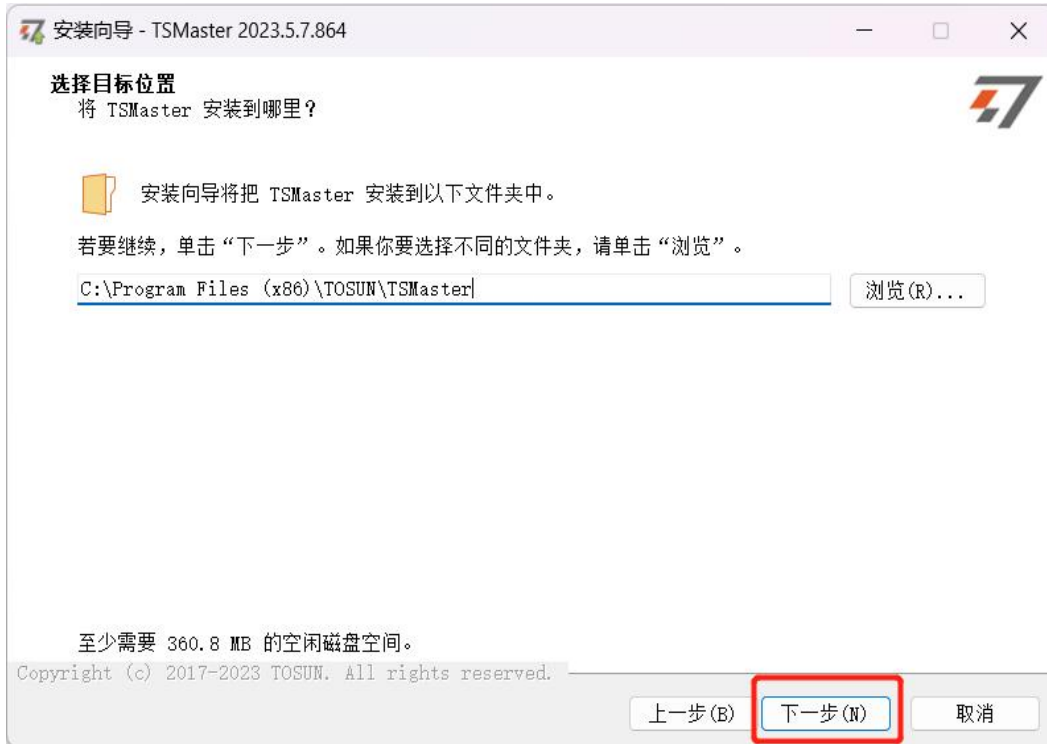 安装向导 - TSMaster 2023.5.7.864
选择目标位置
将 TSMaster 安装到哪里？
安装向导将把 TSMaster 安装到以下文件夹中。
若要继续，单击“下一步”。如果你要选择不同的文件夹，请单击“浏览”。
C:\Program Files (x86)\TOSUN\TSMaster
浏览(R)...
至少需要 360.8 MB 的空闲磁盘空间。
Copyright (c) 2017-2023 TOSUN. All rights reserved.
上一步(B) 下一步(N) 取消